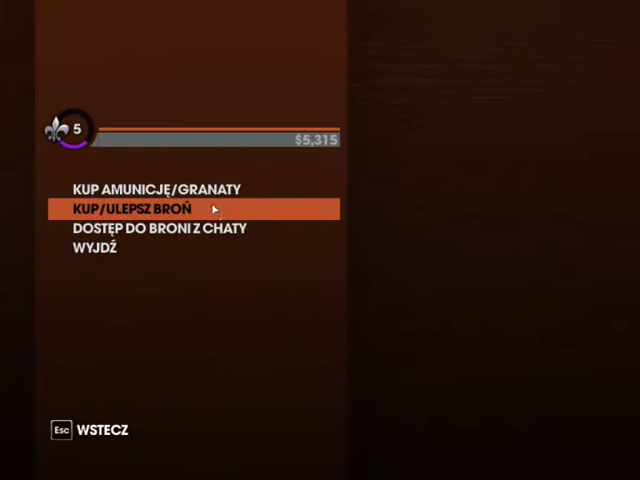 5
$5,315
KUP AMUNICJĘ/GRANATY
KUP/ULEPSZ BROŃ
DOSTĘP DO BRONI Z CHATY
WYJDŹ
Esc WSTECZ